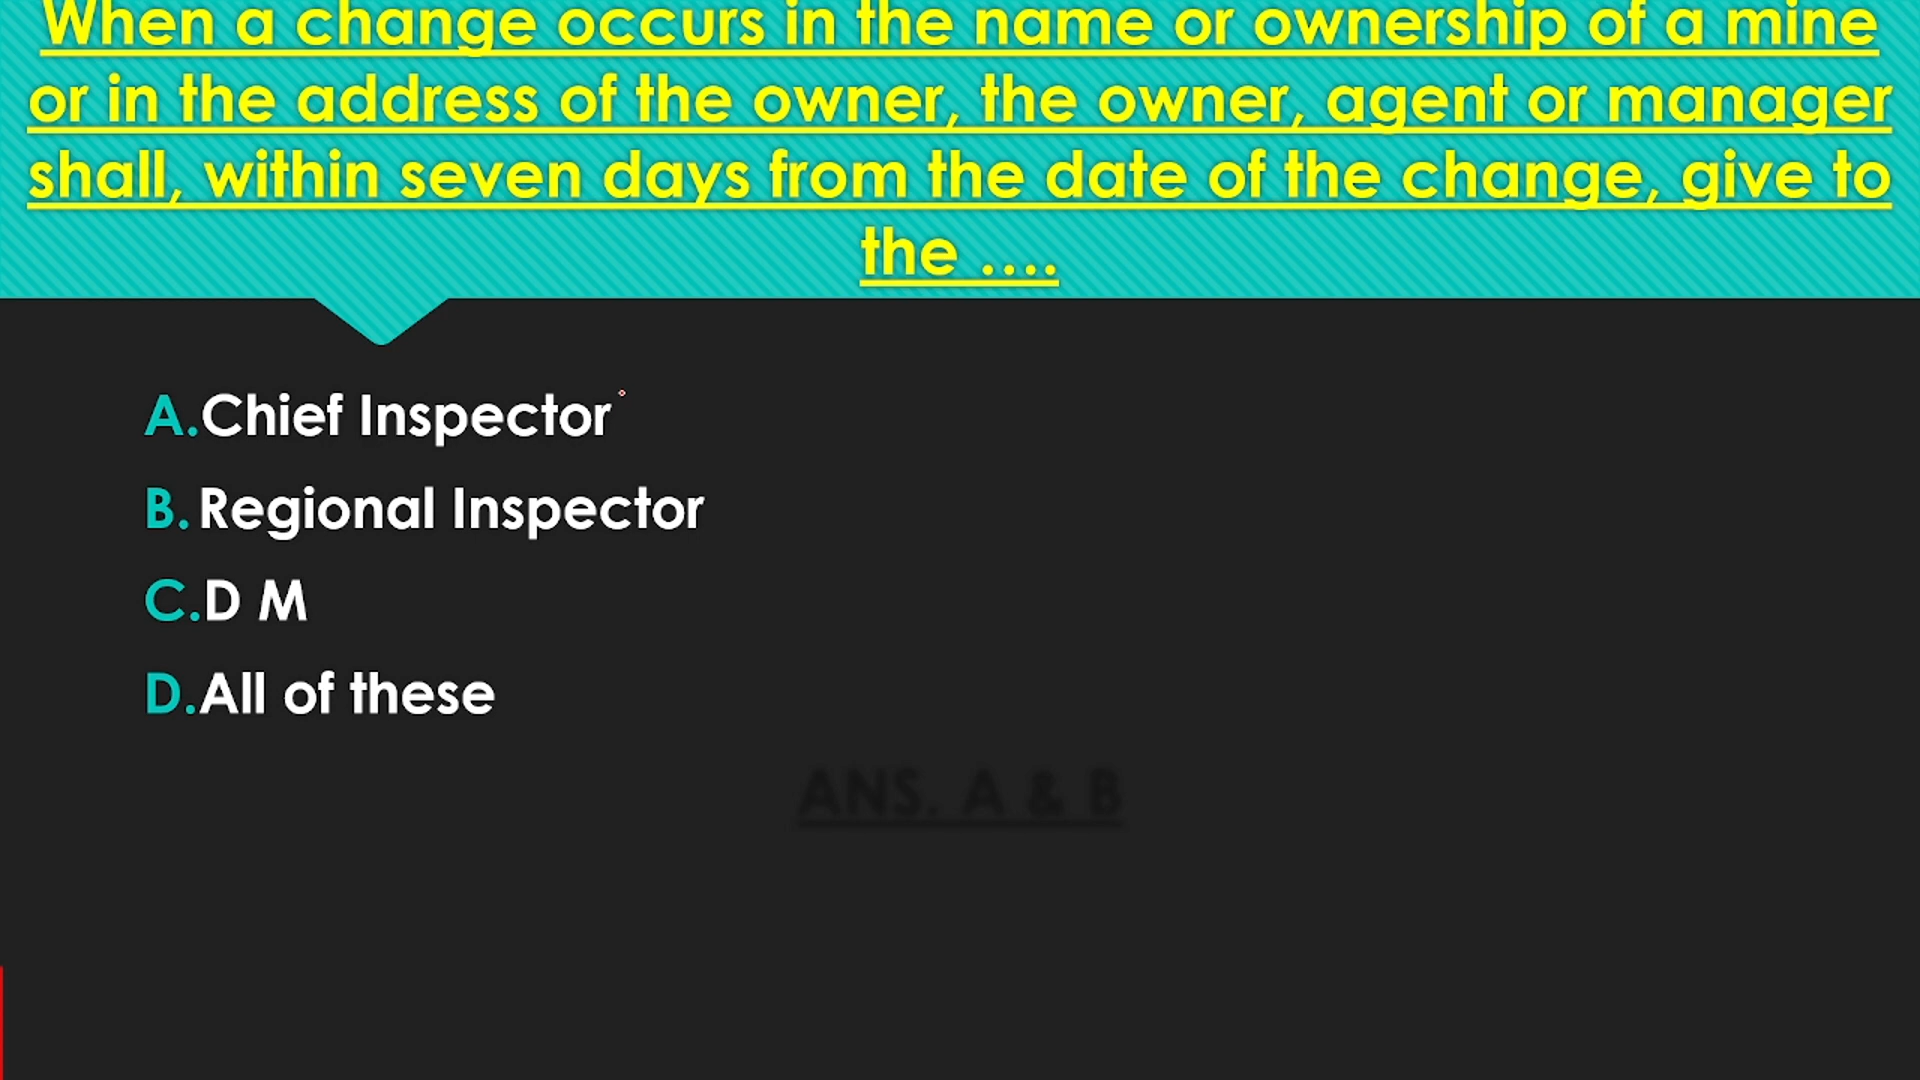 When a change occurs in the name or ownership of a mine
or in the address of the owner, the owner, agent or manager
shall, within seven days from the date of the change, give to
the ....
A. Chief Inspector
B. Regional Inspector
C. D M
D. All of these
ANS. A & B